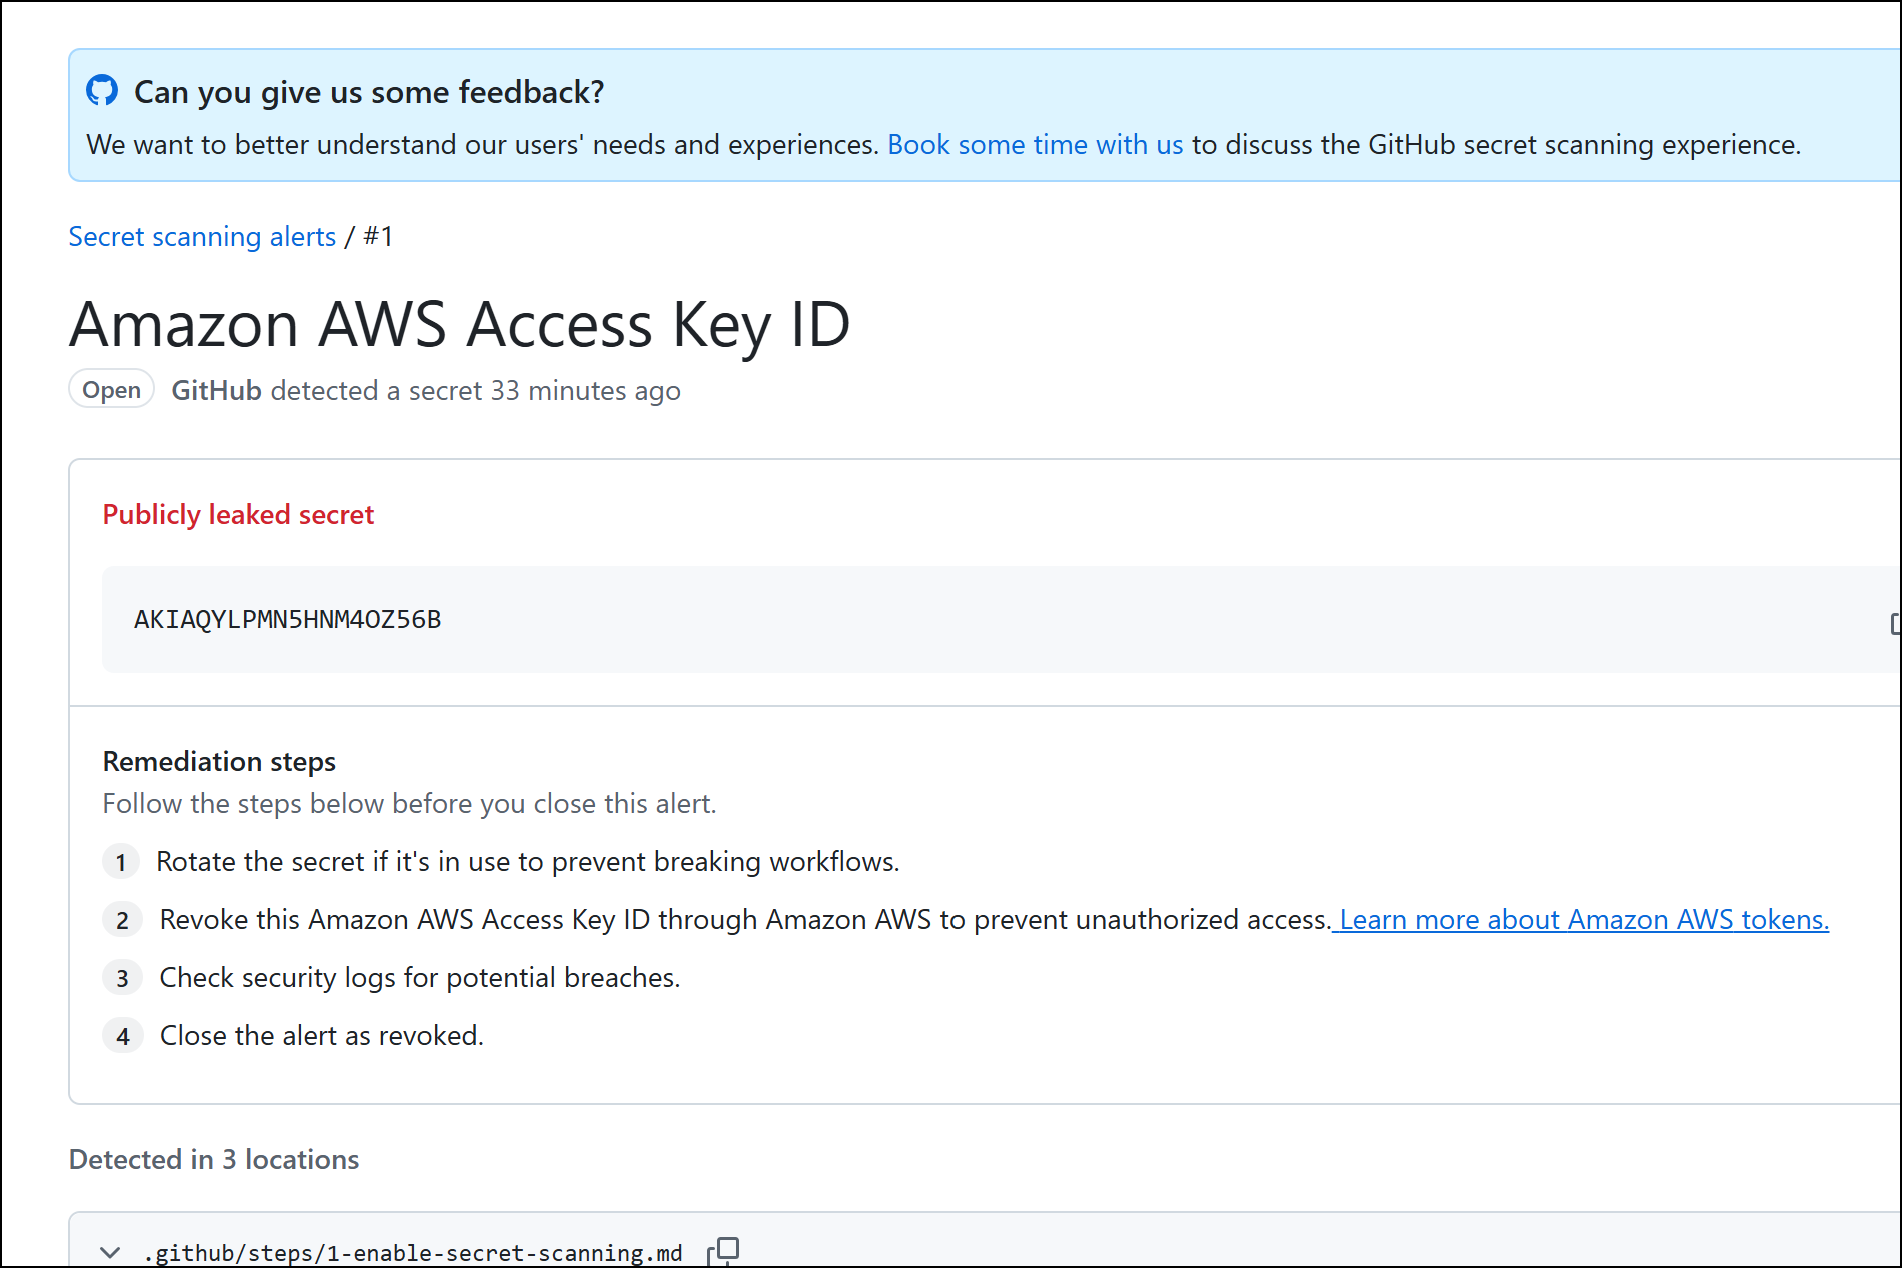 Can you give us some feedback?
We want to better understand our users' needs and experiences. Book some time with us to discuss the GitHub secret scanning experience.
Secret scanning alerts / #1
Amazon AWS Access Key ID
Open GitHub detected a secret 33 minutes ago
Publicly leaked secret
AKIAQYLPMN5HNM4OZ56B
Remediation steps
Follow the steps below before you close this alert.
1 Rotate the secret if it's in use to prevent breaking workflows.
2 Revoke this Amazon AWS Access Key ID through Amazon AWS to prevent unauthorized access. Learn more about Amazon AWS tokens.
3 Check security logs for potential breaches.
4 Close the alert as revoked.
Detected in 3 locations
.github/steps/1-enable-secret-scanning.md